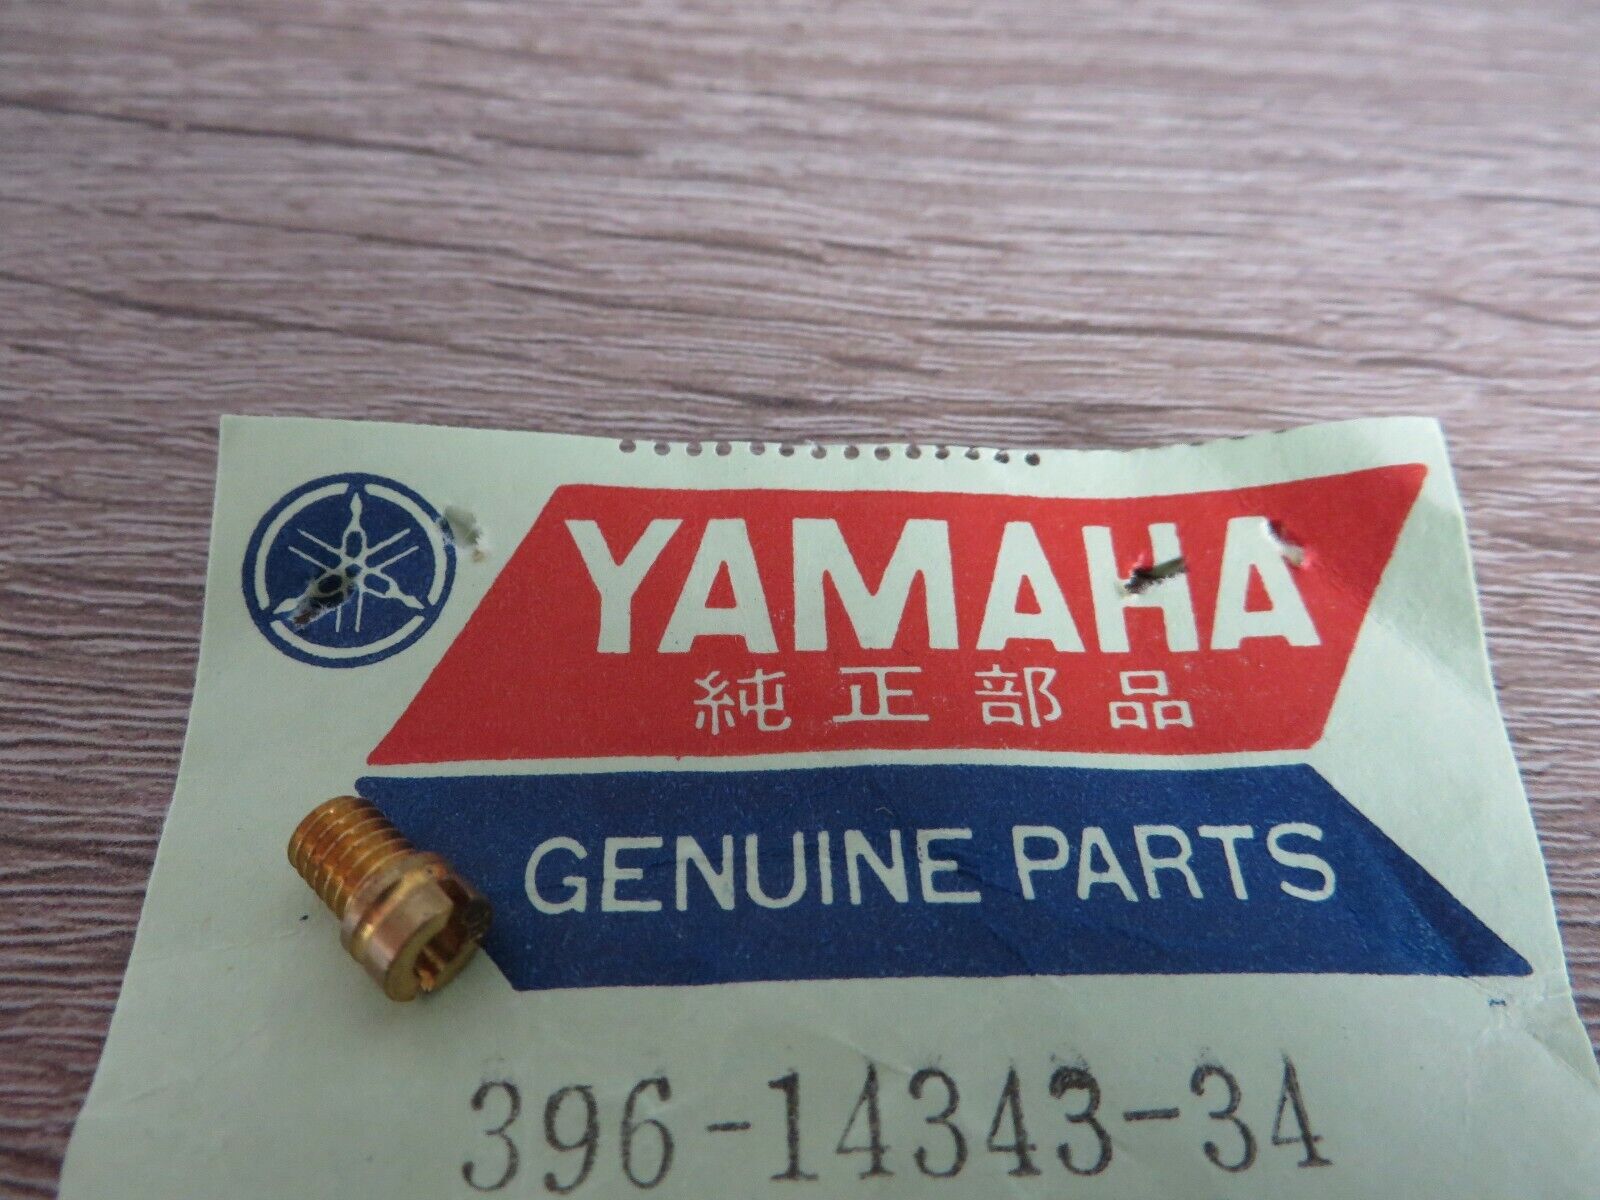 YAMAHA
純正部品
GENUINE PARTS
396-14343-34